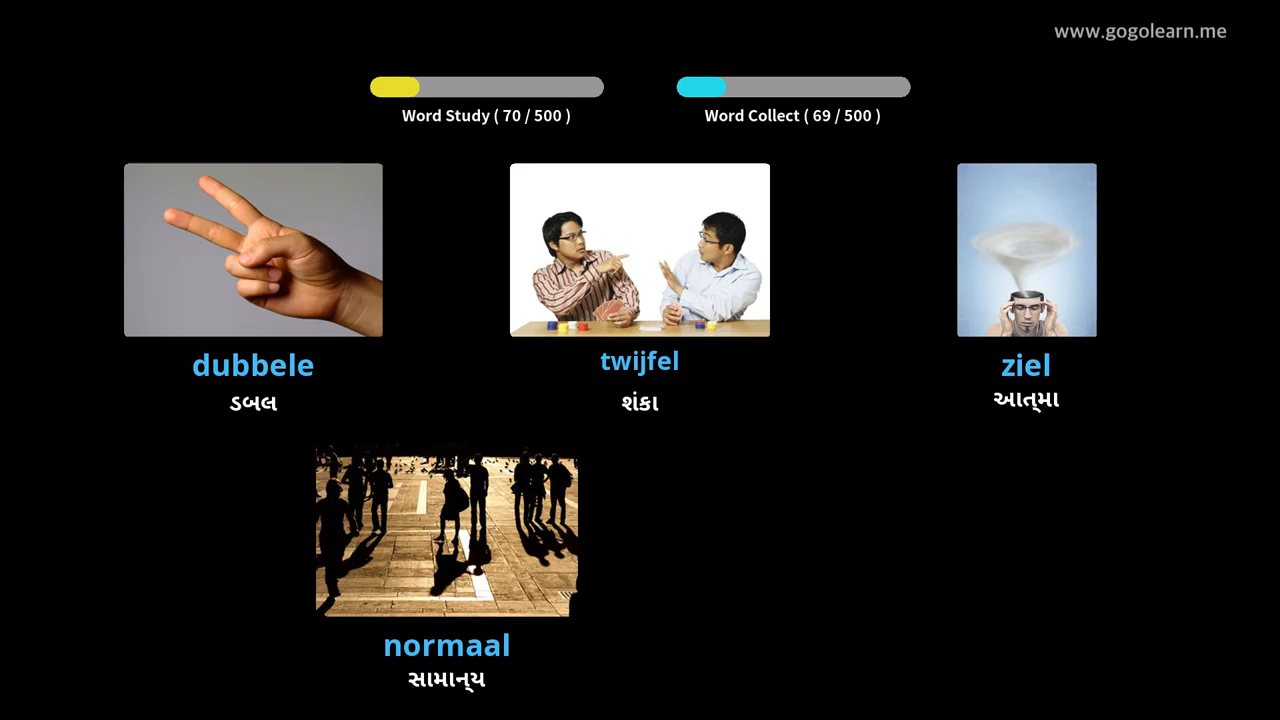 www.gogolearn.me
Word Study ( 70 / 500 )
Word Collect ( 69 / 500 )
dubbele
ડબલ
twijfel
શંકા
ziel
આત્મા
normaal
સામાન્ય